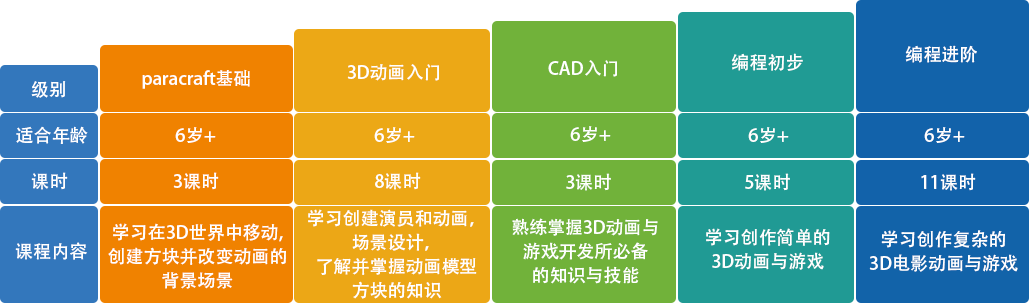 级别
paracraft基础
3D动画入门
CAD入门
编程初步
编程进阶
适合年龄
6岁+
6岁+
6岁+
6岁+
6岁+
课时
3课时
8课时
3课时
5课时
11课时
课程内容
学习在3D世界中移动,
创建方块并改变动画的
背景场景
学习创建演员和动画,
场景设计,
了解并掌握动画模型
方块的知识
熟练掌握3D动画与
游戏开发所必备
的知识与技能
学习创作简单的
3D动画与游戏
学习创作复杂的
3D电影动画与游戏